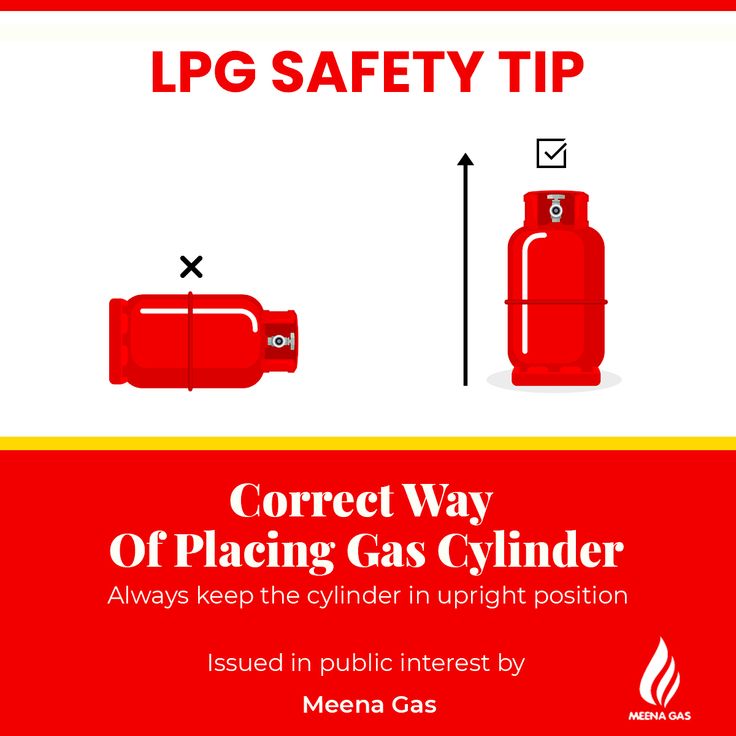 LPG SAFETY TIP
Correct Way
Of Placing Gas Cylinder
Always keep the cylinder in upright position
Issued in public interest by
Meena Gas
MEENA GAS